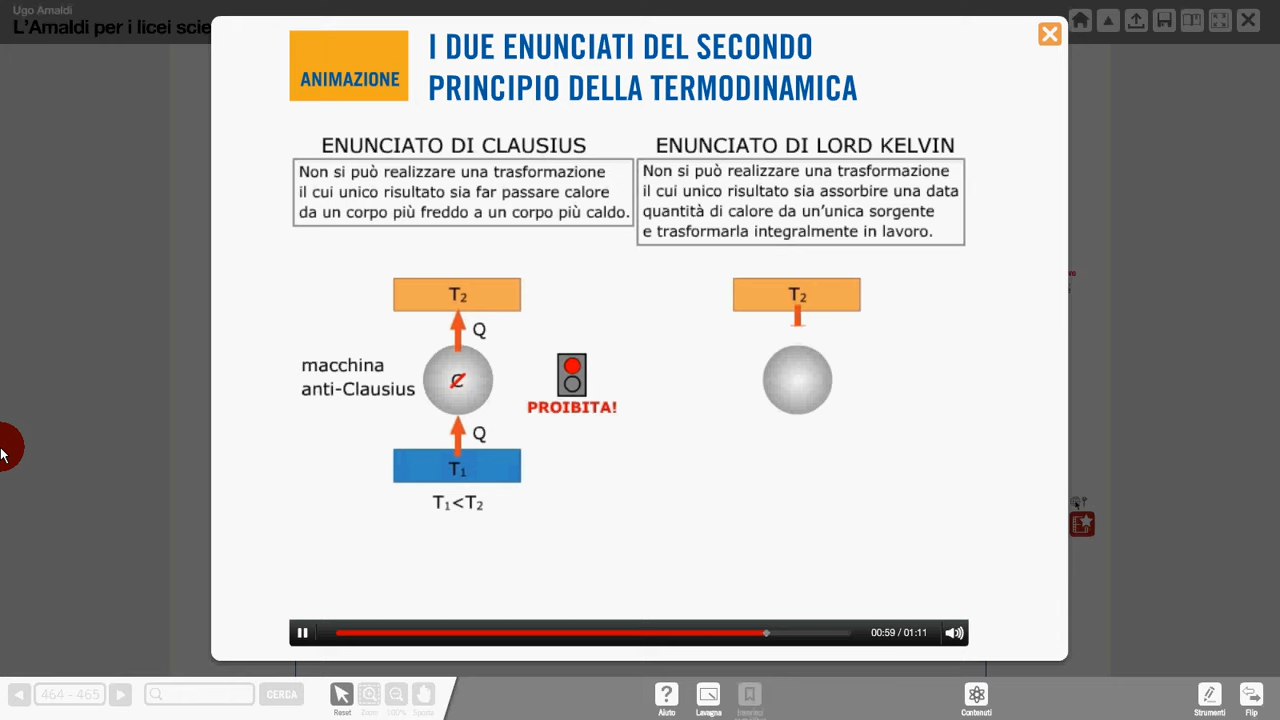 Ugo Amaldi
L'Amaldi per i licei scie
ANIMAZIONE
I DUE ENUNCIATI DEL SECONDO
PRINCIPIO DELLA TERMODINAMICA
ENUNCIATO DI CLAUSIUS
Non si può realizzare una trasformazione
il cui unico risultato sia far passare calore
da un corpo più freddo a un corpo più caldo.
ENUNCIATO DI LORD KELVIN
Non si può realizzare una trasformazione
il cui unico risultato sia assorbire una data
quantità di calore da un'unica sorgente
e trasformarla integralmente in lavoro.
T₂
Q
macchina
anti-Clausius
C
PROIBITA!
Q
T₁
T₁<T₂
T₂
00:59 / 01:11
464 - 465
CERCA
Reset
Zoom
100%
Sposta
?
Aiuto
Lavagna
Contenuti
Strumenti
Flip